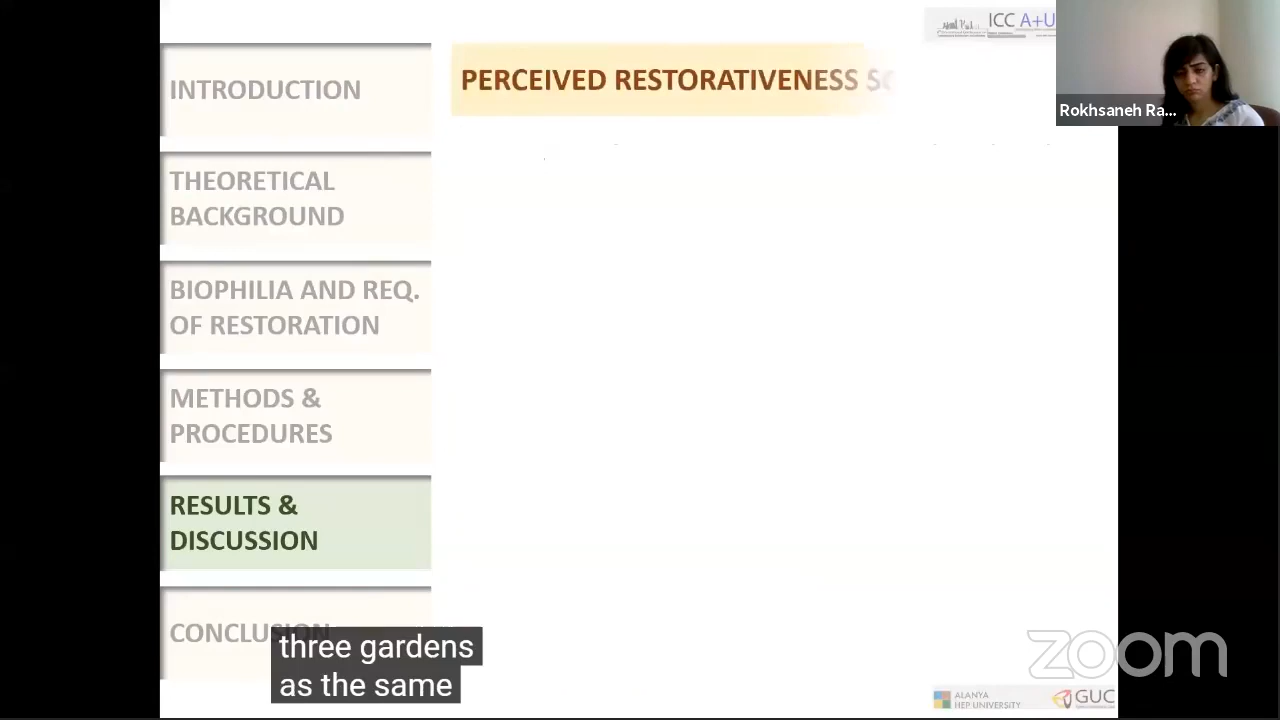 ICC A+U
INTRODUCTION
PERCEIVED RESTORATIVENESS
Rokhsaneh Ra...
THEORETICAL
BACKGROUND
BIOPHILIA AND REQ.
OF RESTORATION
METHODS &
PROCEDURES
RESULTS &
DISCUSSION
CONCLUSION
three gardens
as the same
zoom
ALANYA
HEP UNIVERSITY
GUC